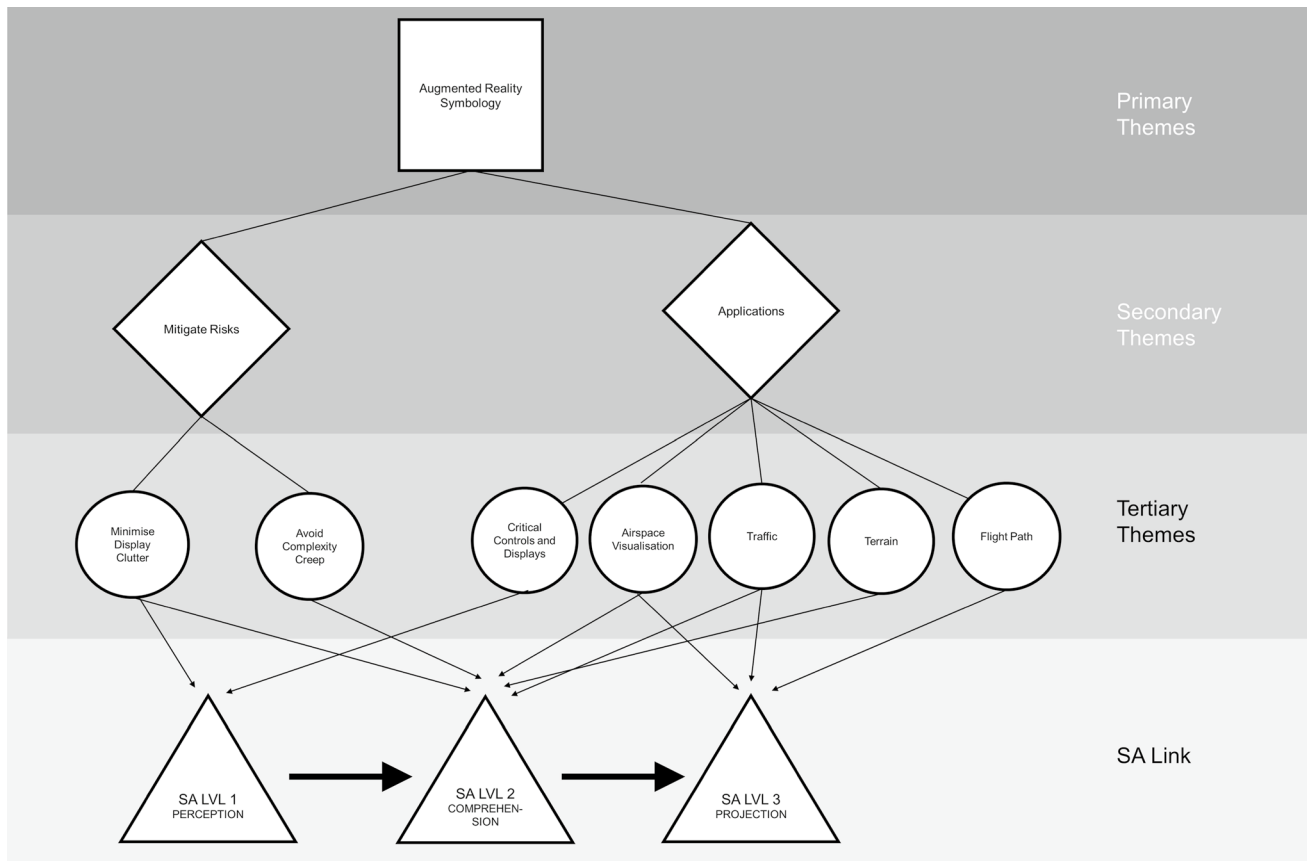 Augmented Reality
Symbology
Primary
Themes
Mitigate Risks
Applications
Secondary
Themes
Minimise
Display
Clutter
Avoid
Complexity
Creep
Critical
Controls and
Displays
Airspace
Visualisation
Traffic
Terrain
Flight Path
Tertiary
Themes
SA LVL 1
PERCEPTION
SA LVL 2
COMPREHEN-
SION
SA LVL 3
PROJECTION
SA Link